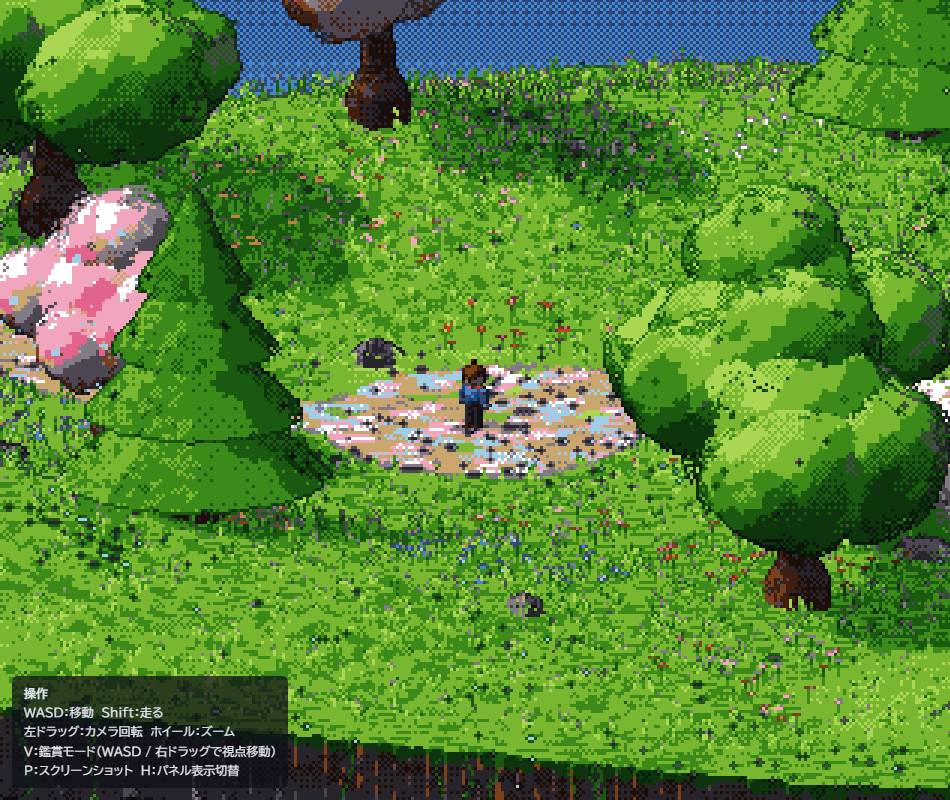 操作
WASD:移動 Shift:走る
左ドラッグ:カメラ回転 ホイール:ズーム
V:鑑賞モード(WASD / 右ドラッグで視点移動)
P:スクリーンショット H:パネル表示切替